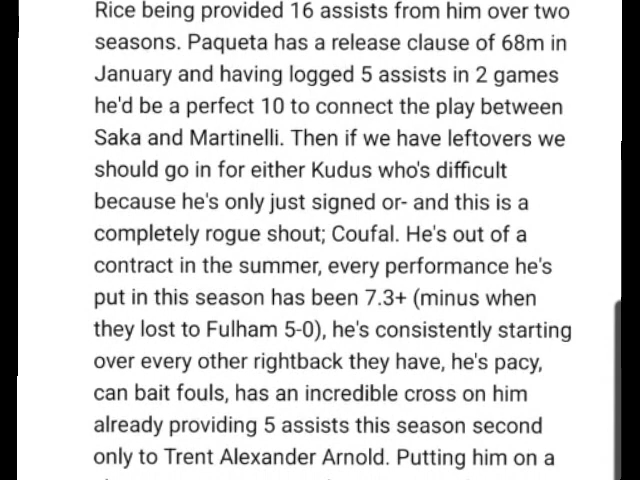 Rice being provided 16 assists from him over two
seasons. Paqueta has a release clause of 68m in
January and having logged 5 assists in 2 games
he'd be a perfect 10 to connect the play between
Saka and Martinelli. Then if we have leftovers we
should go in for either Kudus who's difficult
because he's only just signed or- and this is a
completely rogue shout; Coufal. He's out of a
contract in the summer, every performance he's
put in this season has been 7.3+ (minus when
they lost to Fulham 5-0), he's consistently starting
over every other rightback they have, he's pacy,
can bait fouls, has an incredible cross on him
already providing 5 assists this season second
only to Trent Alexander Arnold. Putting him on a